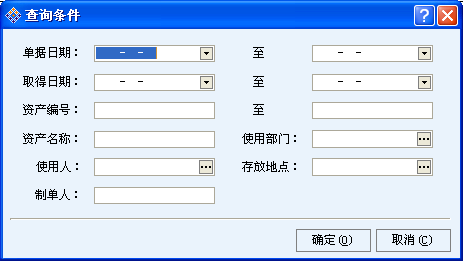 查询条件
单据日期： - - 至 - -
取得日期： - - 至 - -
资产编号： 至
资产名称： 使用部门： ...
使用人： ... 存放地点： ...
制单人：
确定(O) 取消(C)